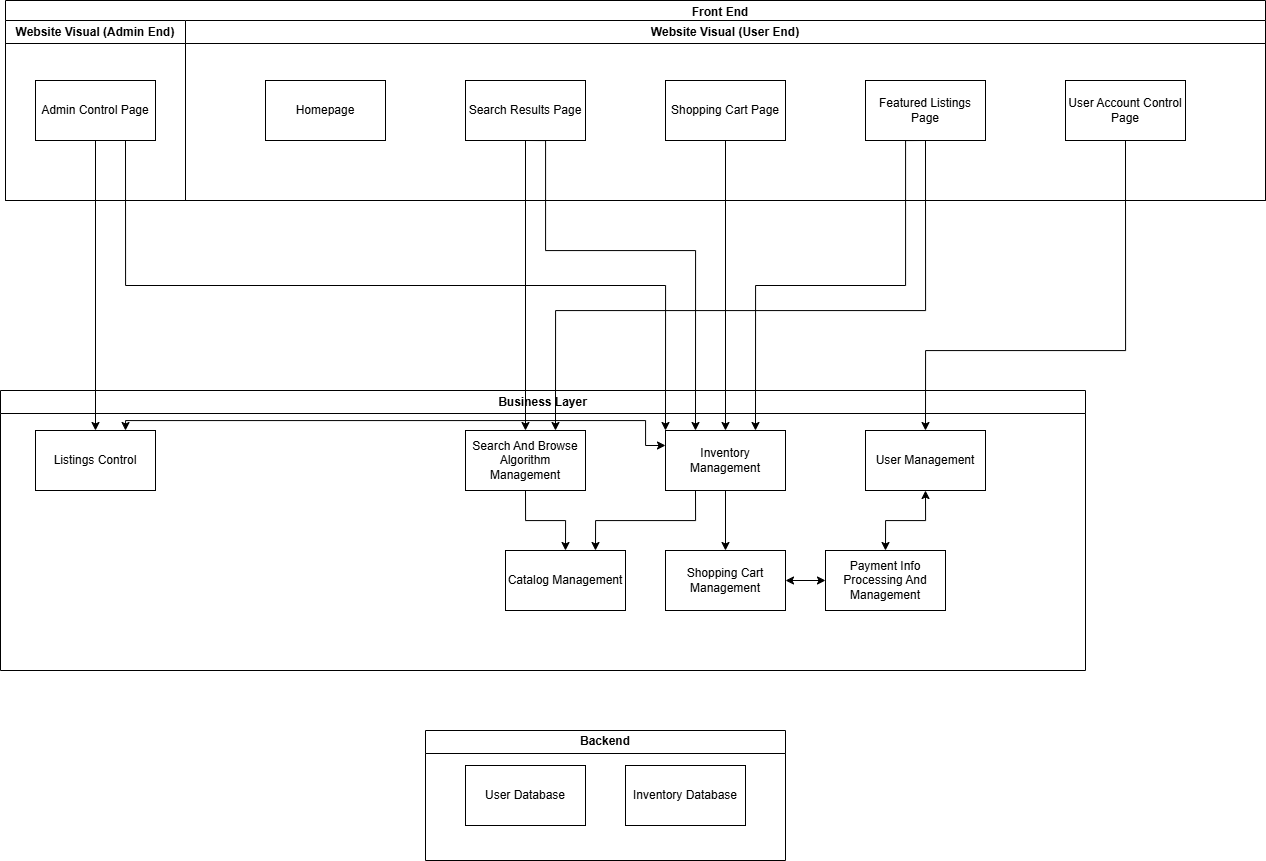 Front End
Website Visual (Admin End)
Website Visual (User End)
Admin Control Page
Homepage
Search Results Page
Shopping Cart Page
Featured Listings
Page
User Account Control
Page
Business Layer
Listings Control
Search And Browse
Algorithm
Management
Inventory
Management
User Management
Catalog Management
Shopping Cart
Management
Payment Info
Processing And
Management
Backend
User Database
Inventory Database